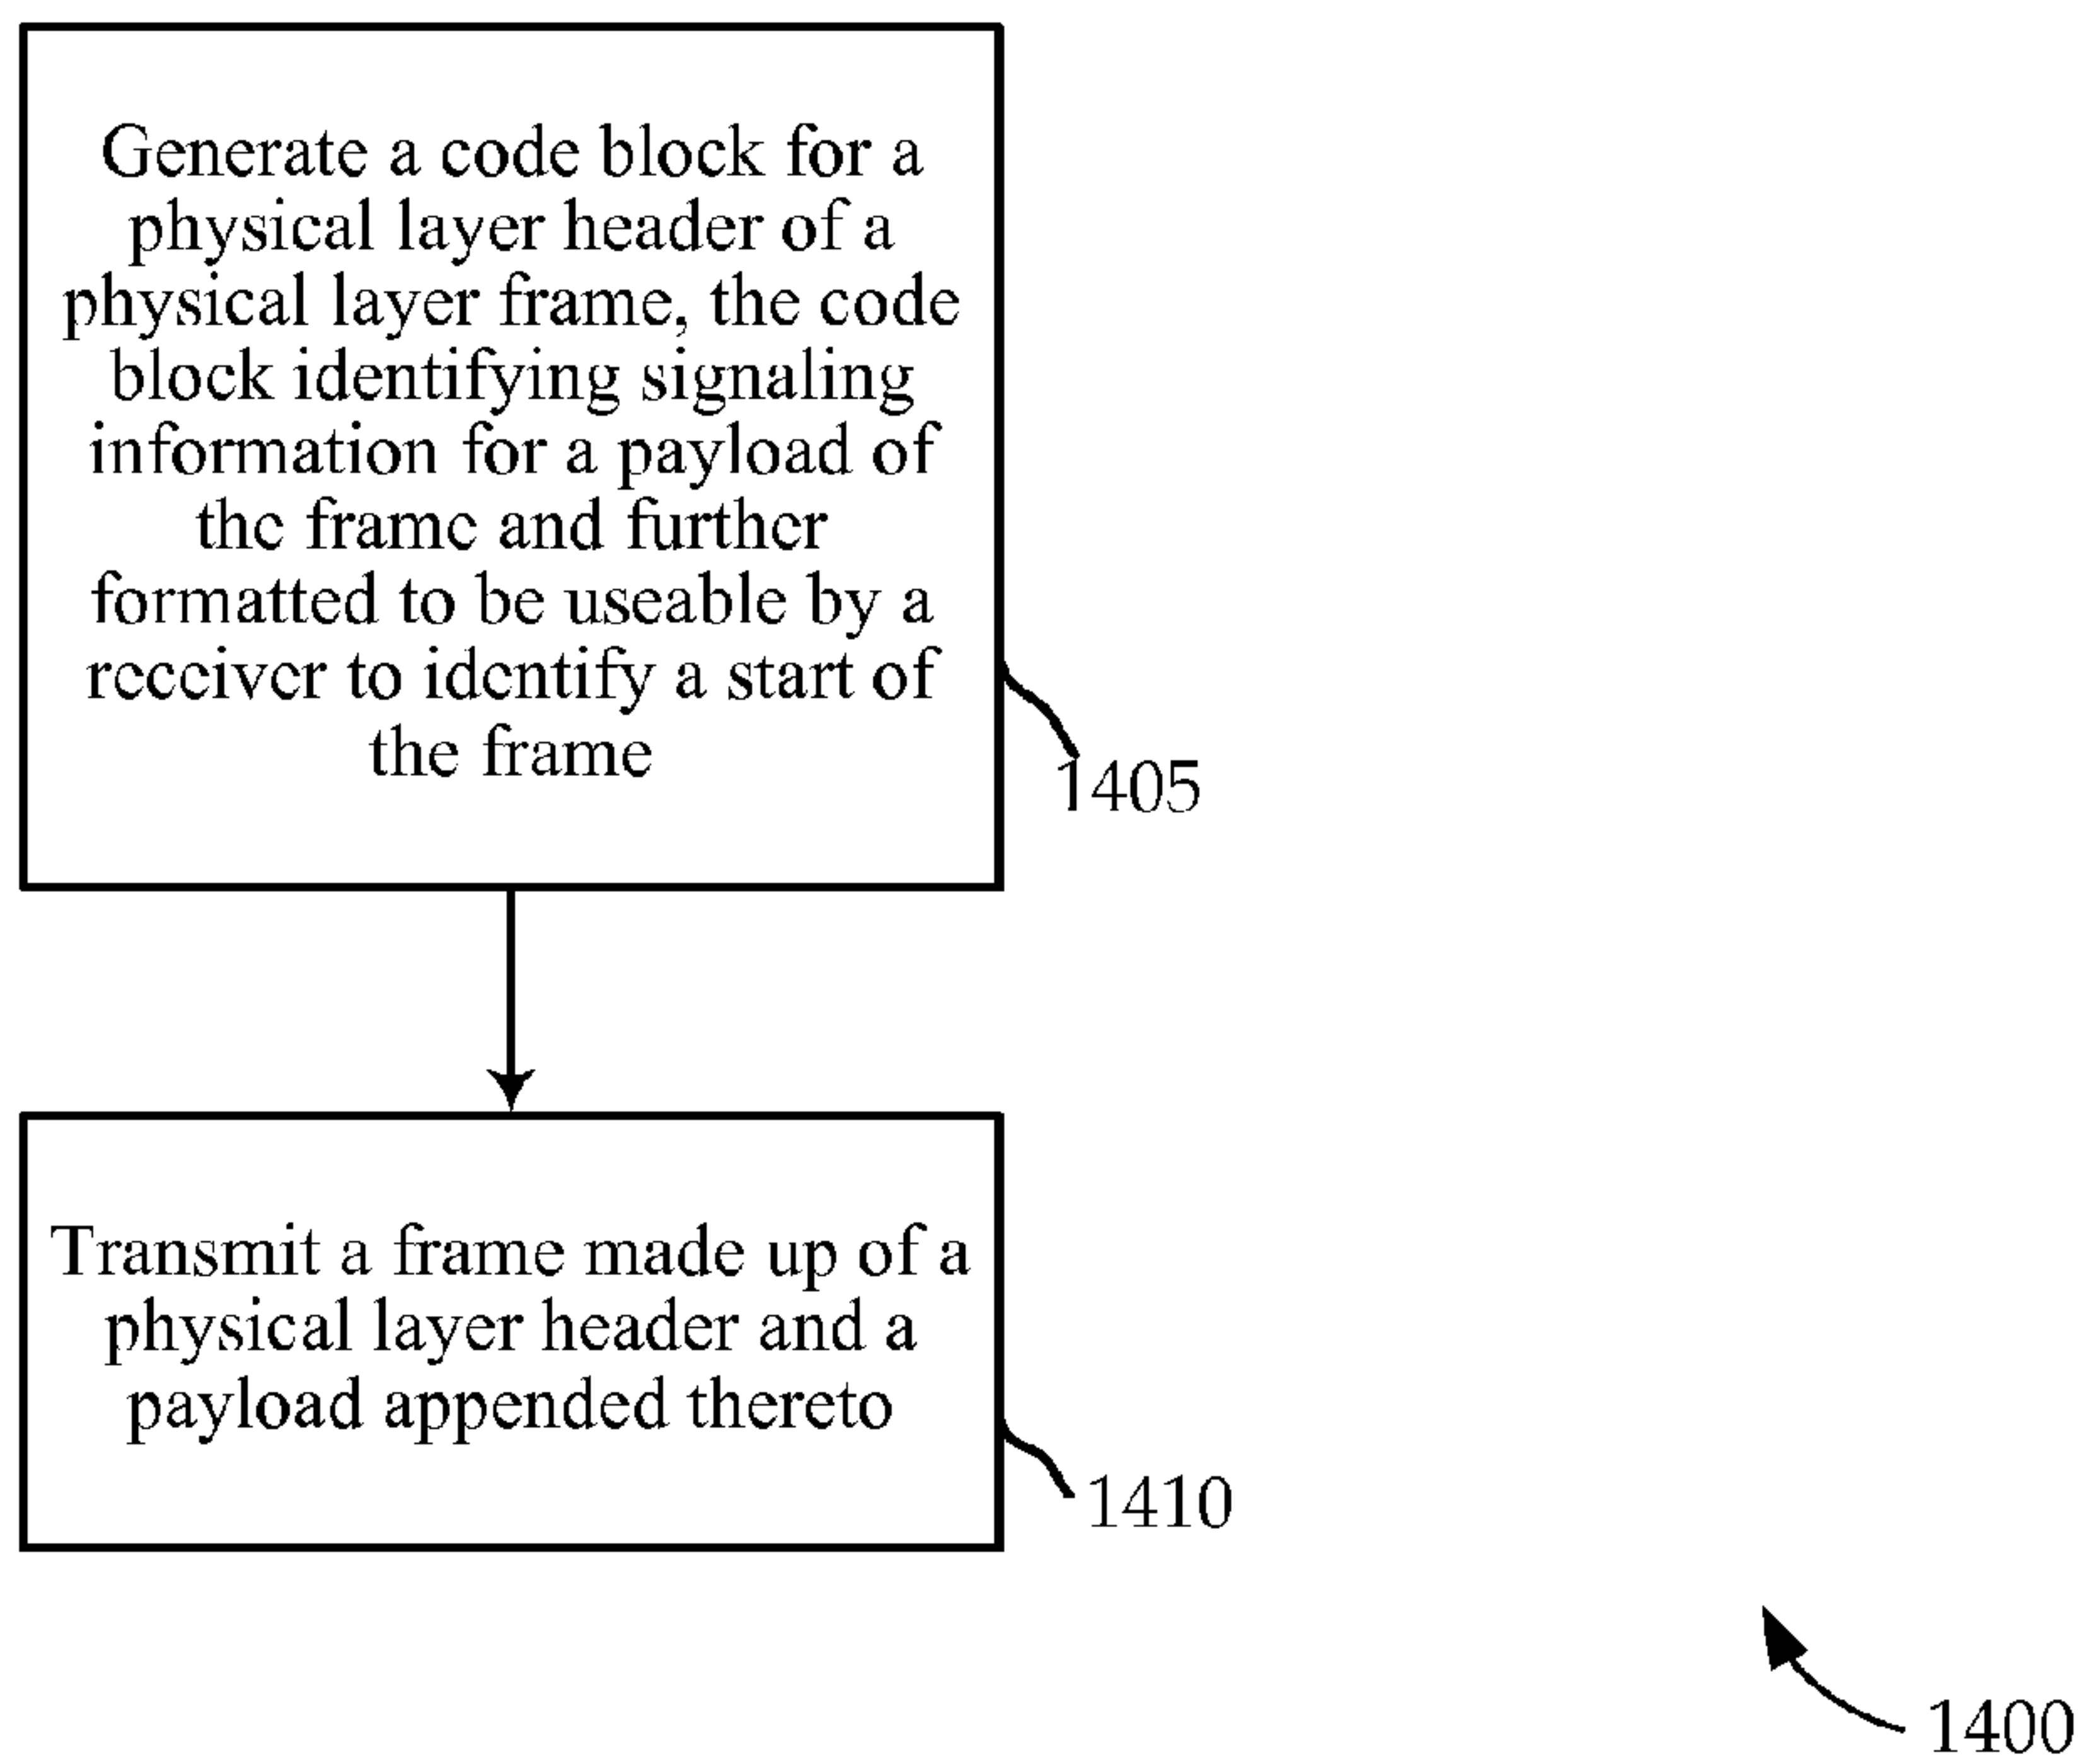 Generate a code block for a
physical layer header of a
physical layer frame, the code
block identifying signaling
information for a payload of
the frame and further
formatted to be useable by a
receiver to identify a start of
the frame
1405
Transmit a frame made up of a
physical layer header and a
payload appended thereto
1410
1400